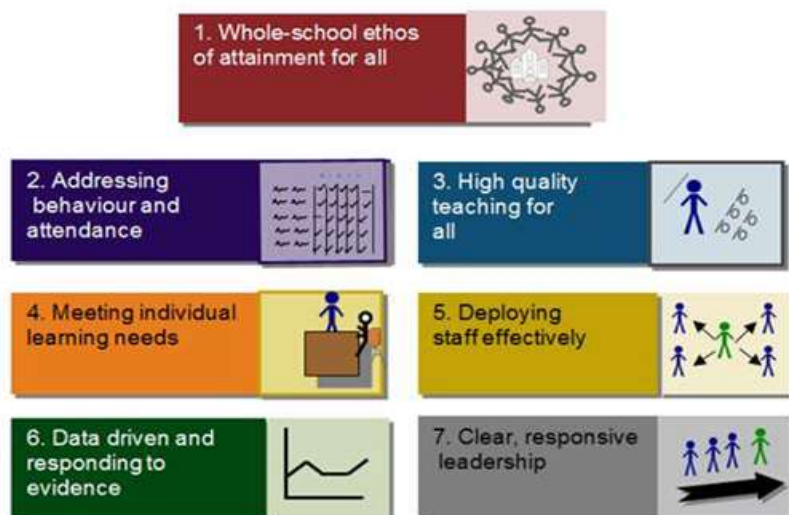 1. Whole-school ethos
of attainment for all
2. Addressing
behaviour and
attendance
3. High quality
teaching for
all
4. Meeting individual
learning needs
5. Deploying
staff effectively
6. Data driven and
responding to
evidence
7. Clear, responsive
leadership